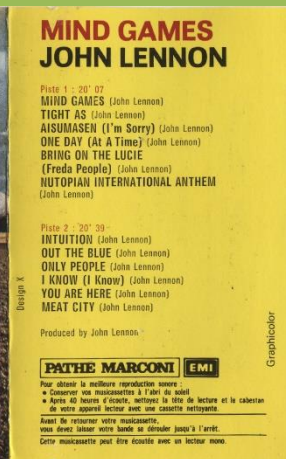 MIND GAMES
JOHN LENNON
Piste 1 : 20' 07
MIND GAMES (John Lennon)
TIGHT AS (John Lennon)
AISUMASEN (I'm Sorry) (John Lennon)
ONE DAY (At A Time) (John Lennon)
BRING ON THE LUCIE
(Freda People) (John Lennon)
NUTOPIAN INTERNATIONAL ANTHEM
(John Lennon)
Piste 2 : 20' 39
INTUITION (John Lennon)
OUT THE BLUE (John Lennon)
ONLY PEOPLE (John Lennon)
I KNOW (I Know) (John Lennon)
YOU ARE HERE (John Lennon)
MEAT CITY (John Lennon)
Produced by John Lennon
PATHE MARCONI EMI
Pour obtenir la meilleure reproduction sonore :
● Conserver vos musicassettes à l'abri du soleil
● Après 40 heures d'écoute, nettoyez la tête de lecture et le cabestan
de votre appareil lecteur avec une cassette nettoyante.
Avant de retourner votre musicassette,
vous devez laisser votre bande se dérouler jusqu'à l'arrêt.
Cette musicassette peut être écoutée avec un lecteur mono.
Design X
Graphicolor